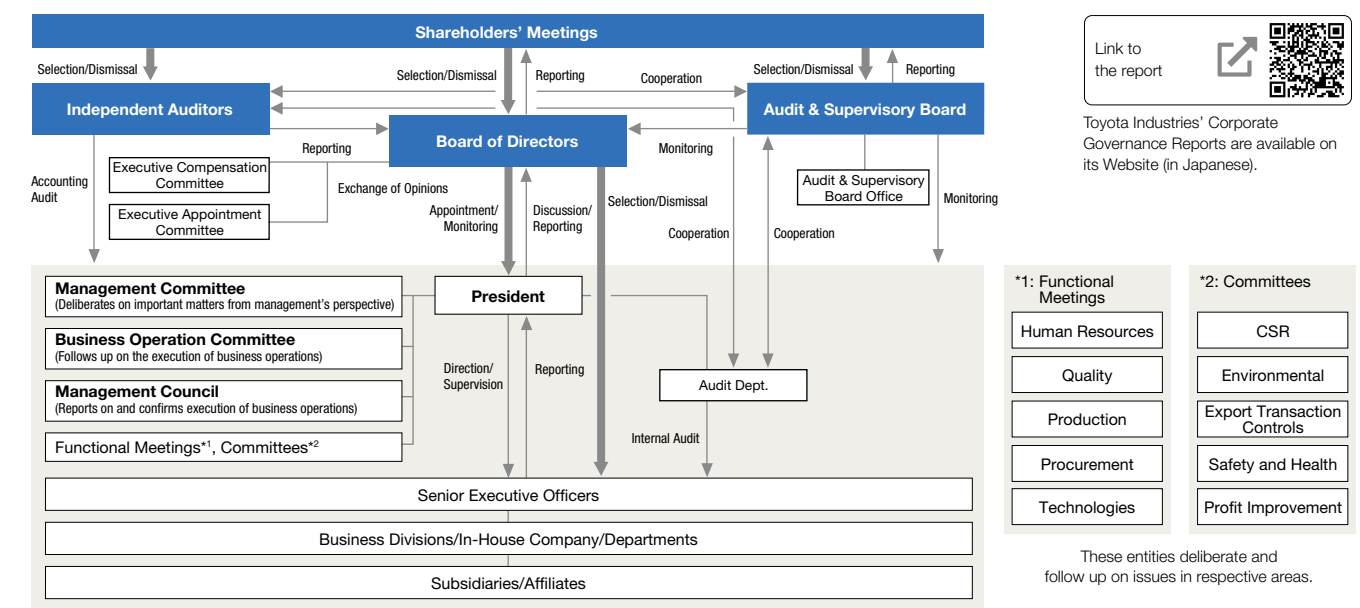 Shareholders' Meetings
Selection/Dismissal
Selection/Dismissal
Reporting
Cooperation
Selection/Dismissal
Reporting
Independent Auditors
Audit & Supervisory Board
Board of Directors
Reporting
Monitoring
Executive Compensation
Committee
Exchange of Opinions
Executive Appointment
Committee
Accounting
Audit
Audit & Supervisory
Board Office
Monitoring
Appointment/
Monitoring
Discussion/
Reporting
Selection/Dismissal
Cooperation
Cooperation
Management Committee
(Deliberates on important matters from management's perspective)
President
Business Operation Committee
(Follows up on the execution of business operations)
Management Council
(Reports on and confirms execution of business operations)
Functional Meetings*1, Committees*2
Direction/
Supervision
Reporting
Audit Dept.
Internal Audit
Senior Executive Officers
Business Divisions/In-House Company/Departments
Subsidiaries/Affiliates
Link to
the report
Toyota Industries' Corporate
Governance Reports are available on
its Website (in Japanese).
*1: Functional
Meetings
Human Resources
Quality
Production
Procurement
Technologies
*2: Committees
CSR
Environmental
Export Transaction
Controls
Safety and Health
Profit Improvement
These entities deliberate and
follow up on issues in respective areas.